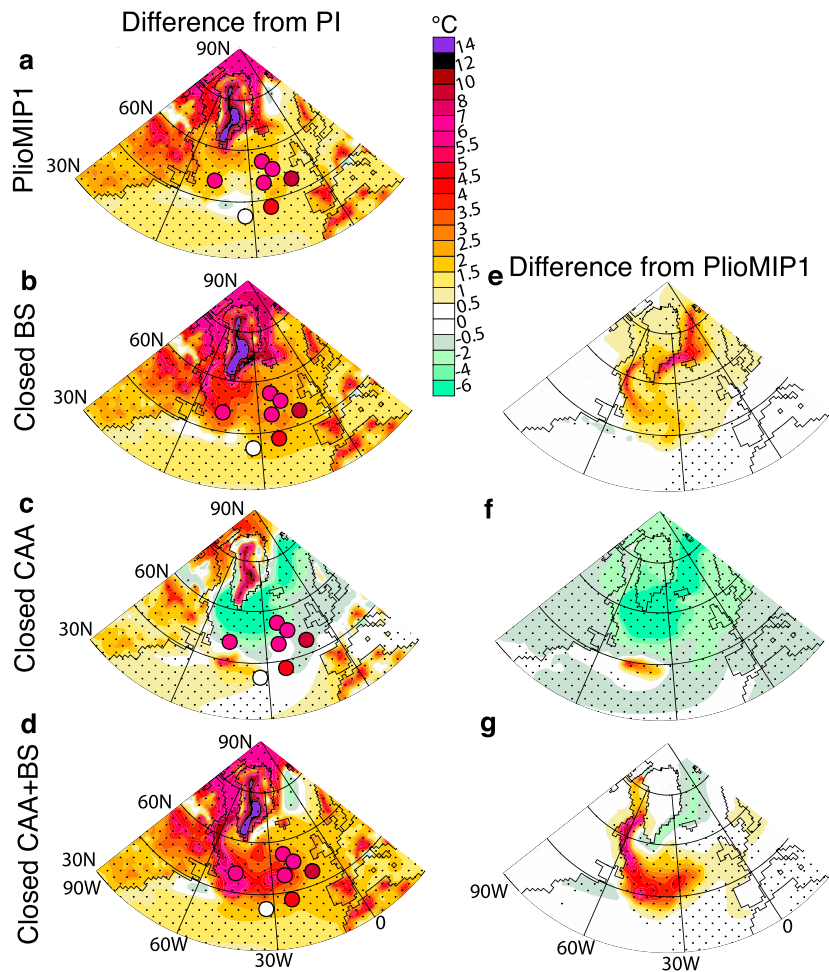 Difference from PI
°C
a
PlioMIP1
90N
60N
30N
14
12
10
8
7
6
5.5
5
4.5
4
3.5
3
2.5
2
1.5
1
0.5
0
-0.5
-2
-4
-6
b
Closed BS
90N
60N
30N
e
Difference from PlioMIP1
c
Closed CAA
90N
60N
30N
f
d
Closed CAA+BS
90N
60N
30N
90W
60W
30W
0
g
90W
60W
30W
0